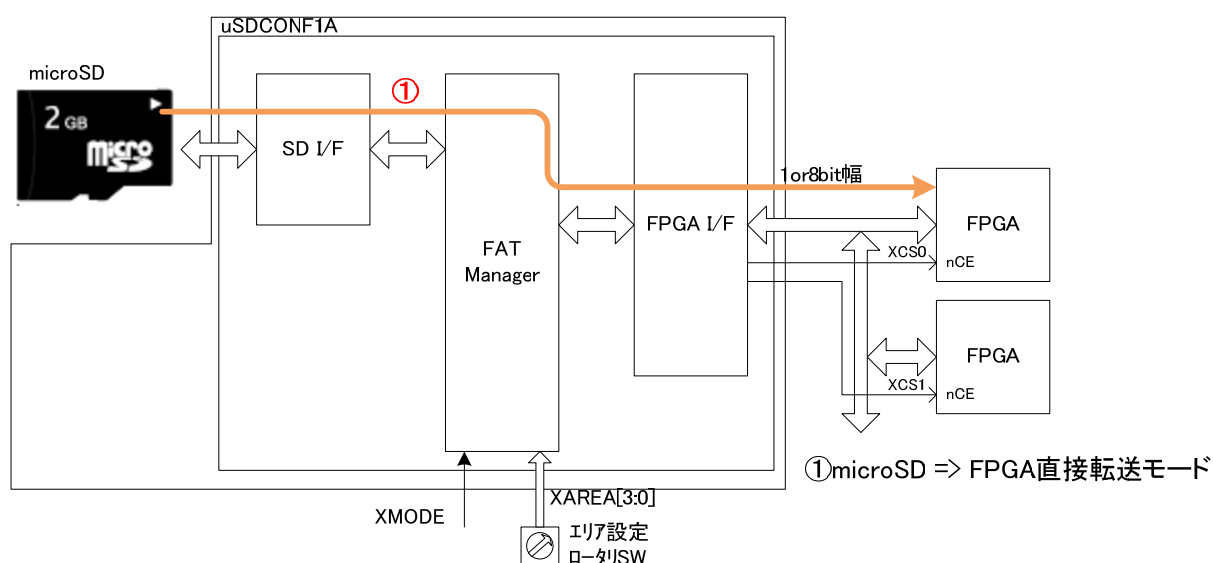 uSDCONF1A
microSD
2 GB
micro
SD
①
SD I/F
FAT
Manager
FPGA I/F
1or8bit幅
FPGA
XCS0
nCE
FPGA
XCS1
nCE
①microSD => FPGA直接転送モード
XMODE
XAREA[3:0]
エリア設定
ロータリSW